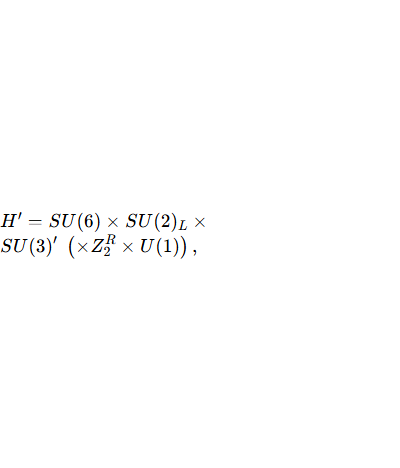 H′ = SU(6) × SU(2)_L ×
SU(3)′ (×Z_2^R × U(1)) ,